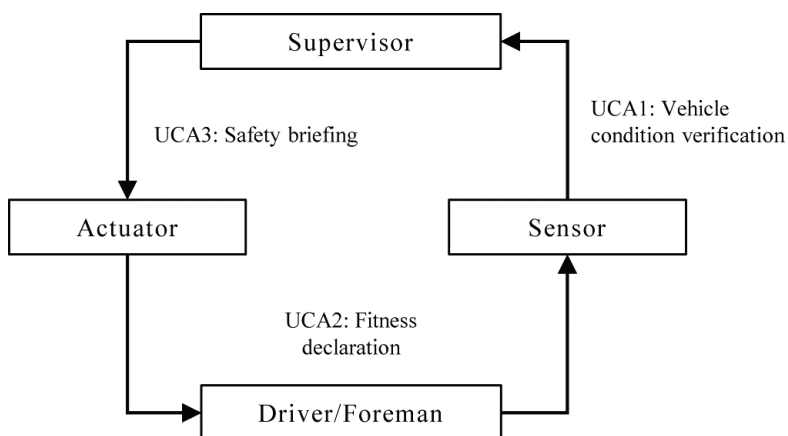 Supervisor
UCA1: Vehicle
condition verification
UCA3: Safety briefing
Actuator
Sensor
UCA2: Fitness
declaration
Driver/Foreman